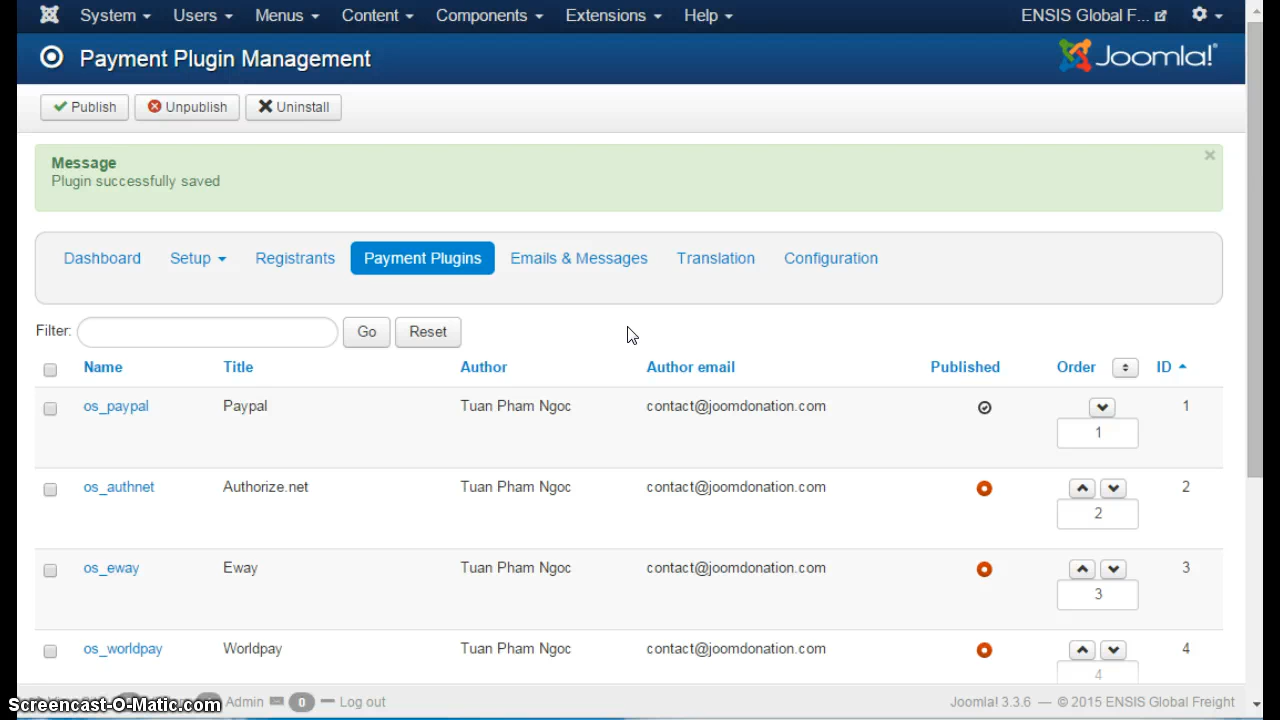 System Users Menus Content Components Extensions Help ENSIS Global F...
Payment Plugin Management Joomla!
Publish Unpublish Uninstall
Message
Plugin successfully saved
Dashboard Setup Registrants Payment Plugins Emails & Messages Translation Configuration
Filter: Go Reset
Name Title Author Author email Published Order ID
os_paypal Paypal Tuan Pham Ngoc contact@joomdonation.com 1
1
os_authnet Authorize.net Tuan Pham Ngoc contact@joomdonation.com 2
2
os_eway Eway Tuan Pham Ngoc contact@joomdonation.com 3
3
os_worldpay Worldpay Tuan Pham Ngoc contact@joomdonation.com 4
4
Screencast-O-Matic.com Admin 0 Log out Joomla! 3.3.6 — © 2015 ENSIS Global Freight